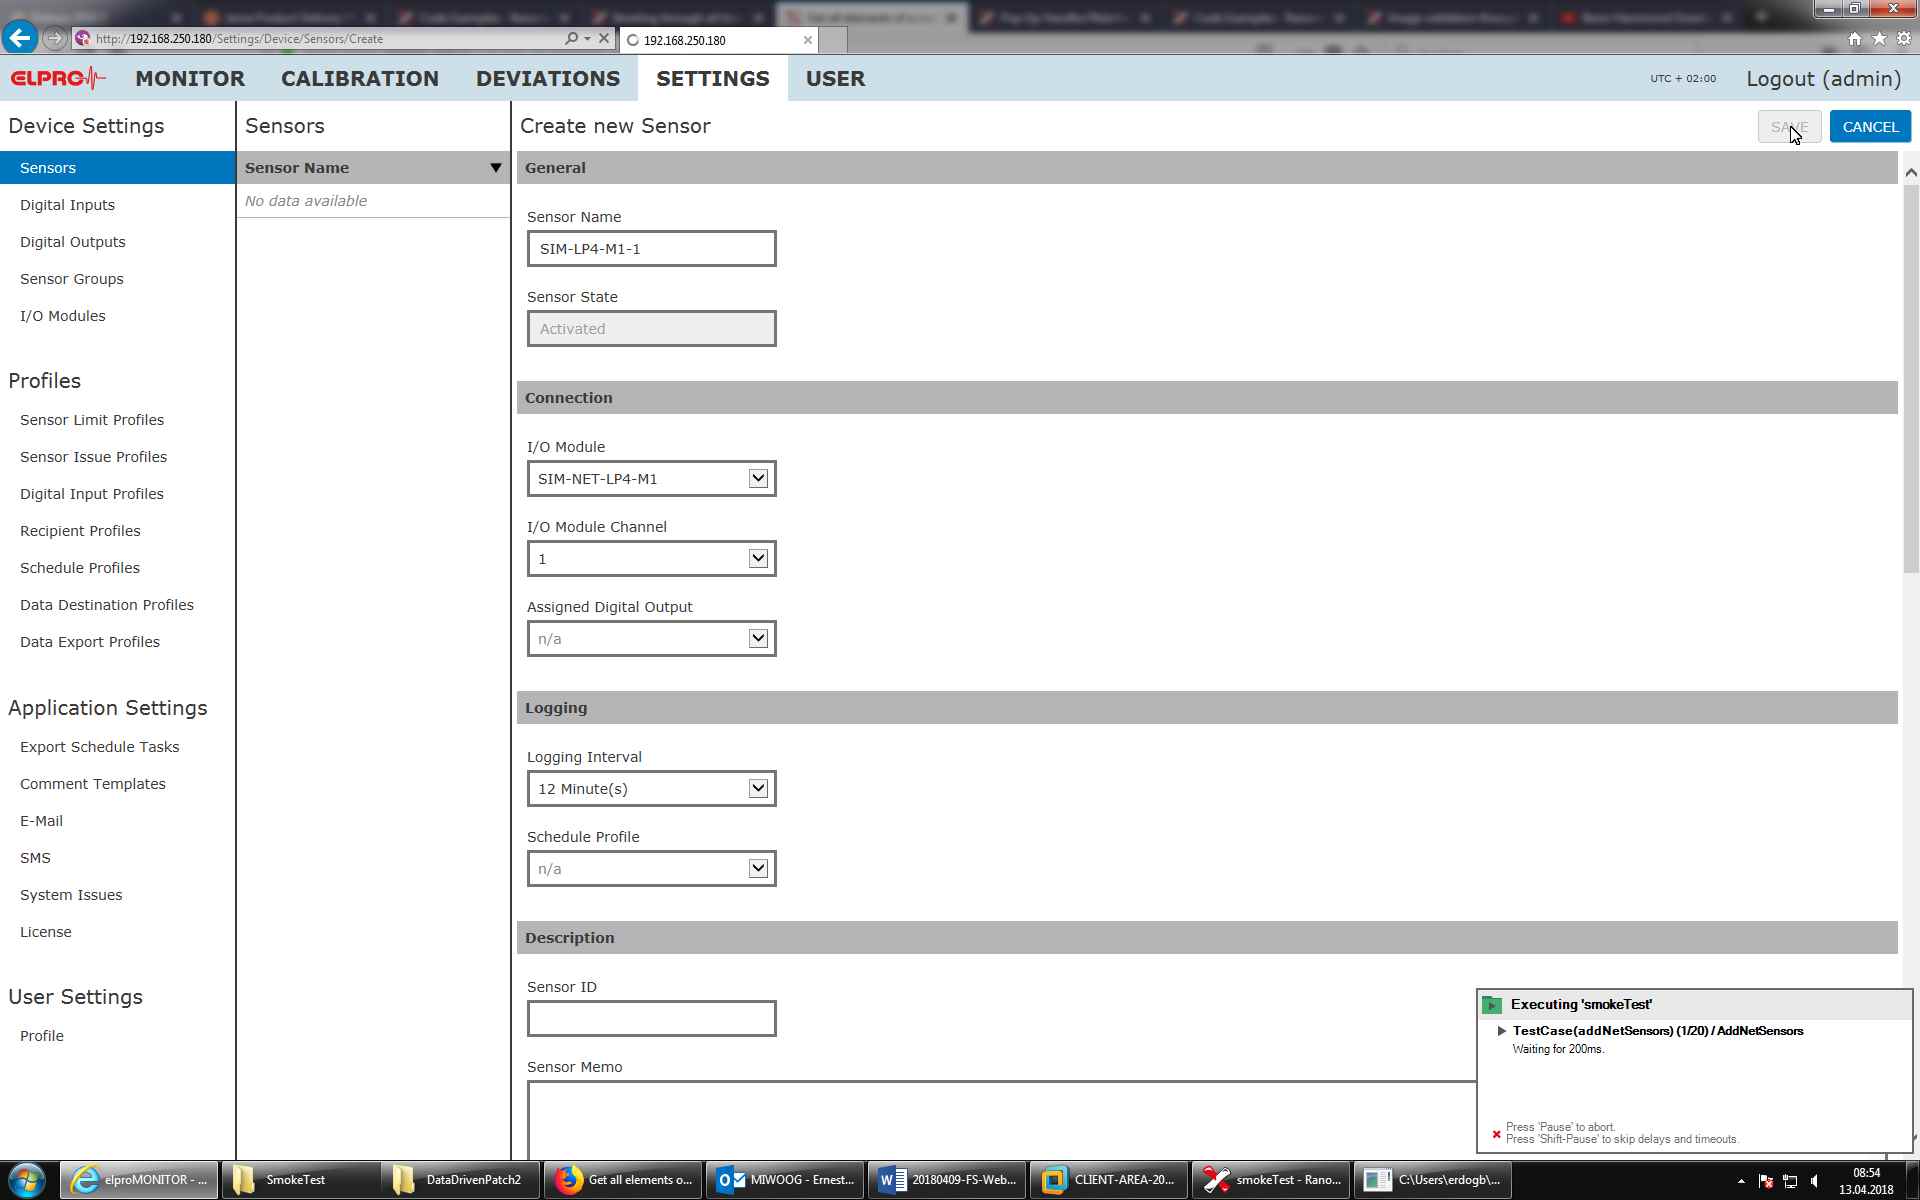 http://192.168.250.180/Settings/Device/Sensors/Create
192.168.250.180
ELPRO
MONITOR
CALIBRATION
DEVIATIONS
SETTINGS
USER
UTC + 02:00
Logout (admin)
Device Settings
Sensors
Digital Inputs
Digital Outputs
Sensor Groups
I/O Modules
Profiles
Sensor Limit Profiles
Sensor Issue Profiles
Digital Input Profiles
Recipient Profiles
Schedule Profiles
Data Destination Profiles
Data Export Profiles
Application Settings
Export Schedule Tasks
Comment Templates
E-Mail
SMS
System Issues
License
User Settings
Profile
Sensors
Sensor Name
No data available
Create new Sensor
SAVE
CANCEL
General
Sensor Name
SIM-LP4-M1-1
Sensor State
Activated
Connection
I/O Module
SIM-NET-LP4-M1
I/O Module Channel
1
Assigned Digital Output
n/a
Logging
Logging Interval
12 Minute(s)
Schedule Profile
n/a
Description
Sensor ID
Sensor Memo
Executing 'smokeTest'
TestCase(addNetSensors) (1/20) / AddNetSensors
Waiting for 200ms.
Press 'Pause' to abort.
Press 'Shift-Pause' to skip delays and timeouts.
elproMONITOR - ...
SmokeTest
DataDrivenPatch2
Get all elements o...
MIWOOG - Ernest...
20180409-FS-Web...
CLIENT-AREA-20...
smokeTest - Rano...
C:\Users\erdogb\...
08:54
13.04.2018